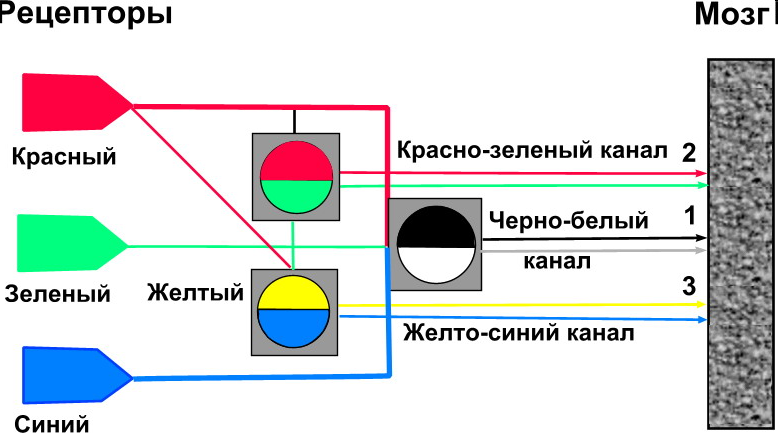 Рецепторы
Мозг
Красный
Красно-зеленый канал 2
Черно-белый 1
канал
Зеленый
Желтый
3
Желто-синий канал
Синий